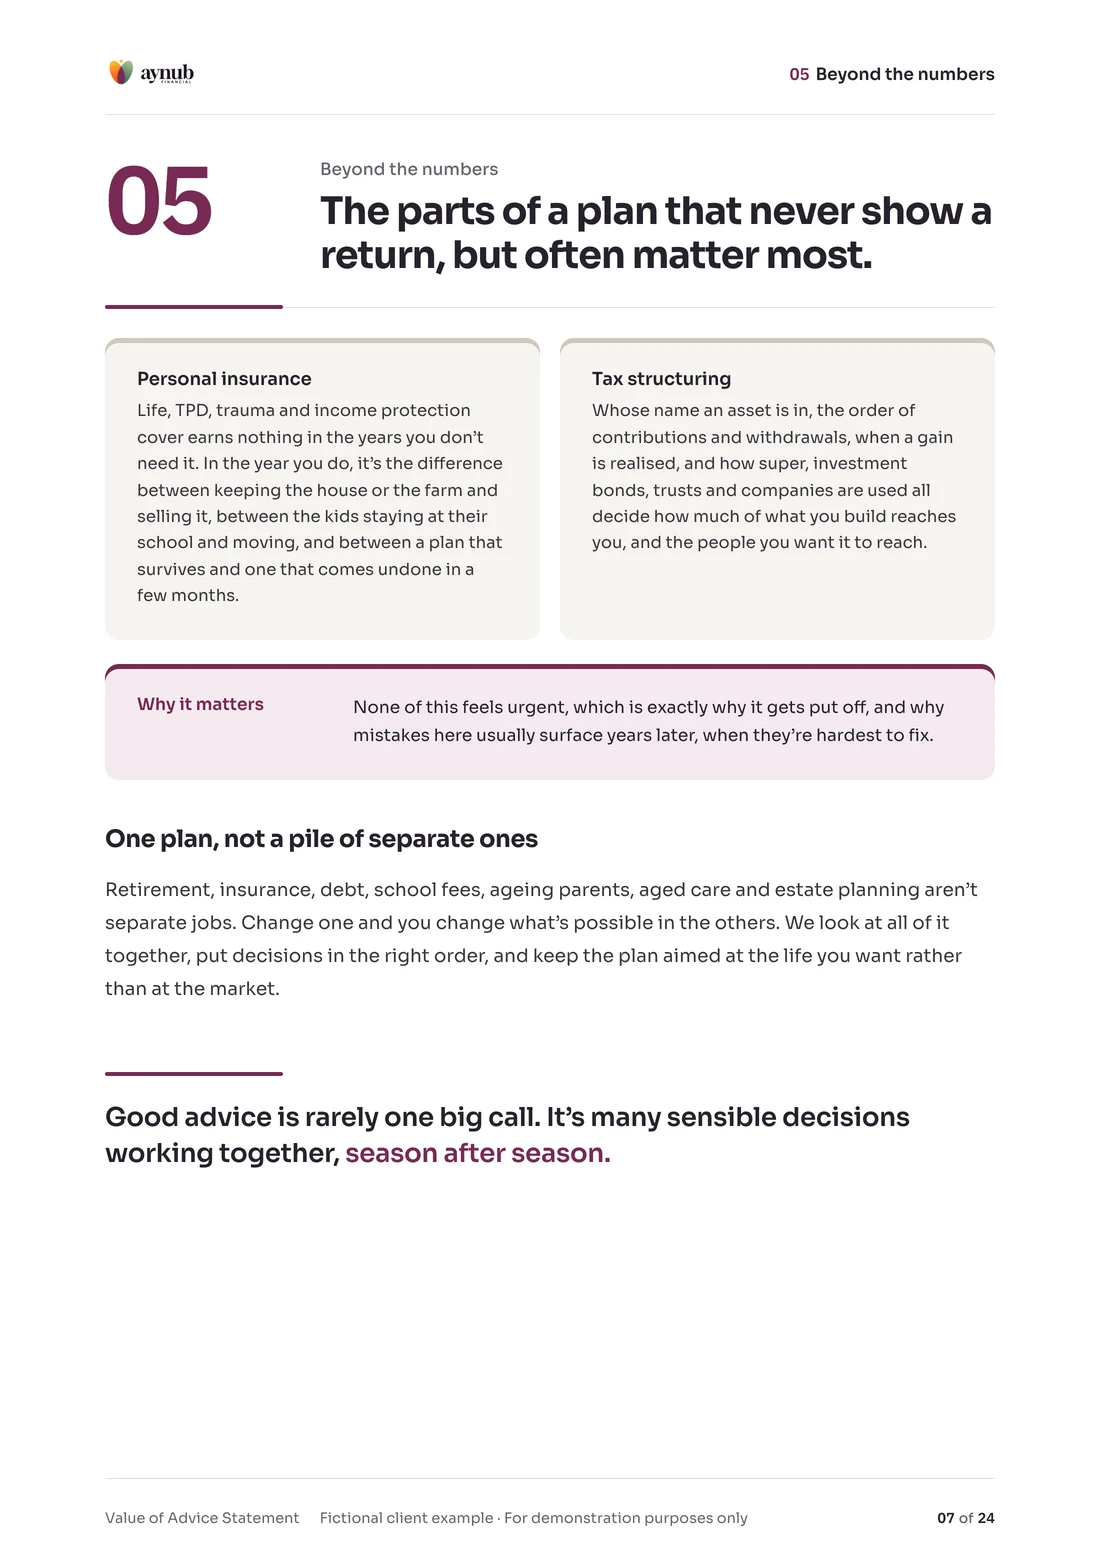 aynub
FINANCIAL
05 Beyond the numbers
05
Beyond the numbers
The parts of a plan that never show a
return, but often matter most.
Personal insurance
Life, TPD, trauma and income protection
cover earns nothing in the years you don’t
need it. In the year you do, it’s the difference
between keeping the house or the farm and
selling it, between the kids staying at their
school and moving, and between a plan that
survives and one that comes undone in a
few months.
Tax structuring
Whose name an asset is in, the order of
contributions and withdrawals, when a gain
is realised, and how super, investment
bonds, trusts and companies are used all
decide how much of what you build reaches
you, and the people you want it to reach.
Why it matters
None of this feels urgent, which is exactly why it gets put off, and why
mistakes here usually surface years later, when they’re hardest to fix.
One plan, not a pile of separate ones
Retirement, insurance, debt, school fees, ageing parents, aged care and estate planning aren’t
separate jobs. Change one and you change what’s possible in the others. We look at all of it
together, put decisions in the right order, and keep the plan aimed at the life you want rather
than at the market.
Good advice is rarely one big call. It’s many sensible decisions
working together, season after season.
Value of Advice Statement Fictional client example · For demonstration purposes only 07 of 24